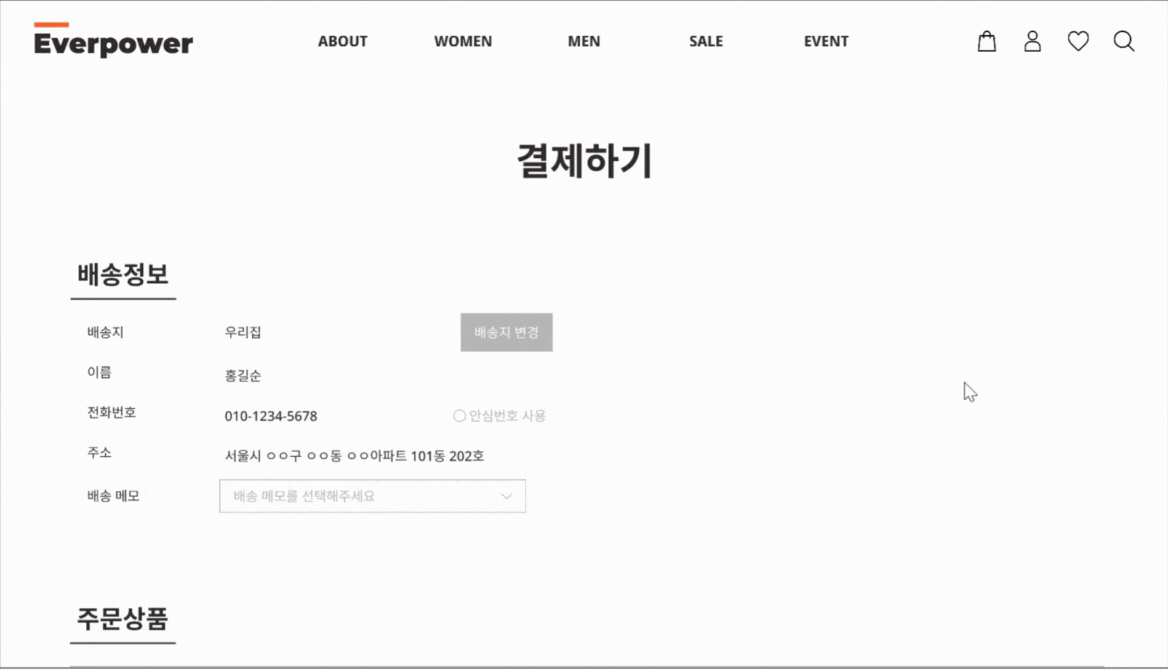 Everpower
ABOUT WOMEN MEN SALE EVENT
결제하기
배송정보
배송지 우리집 배송지 변경
이름 홍길순
전화번호 010-1234-5678 안심번호 사용
주소 서울시 ㅇㅇ구 ㅇㅇ동 ㅇㅇ아파트 101동 202호
배송 메모 배송 메모를 선택해주세요
주문상품